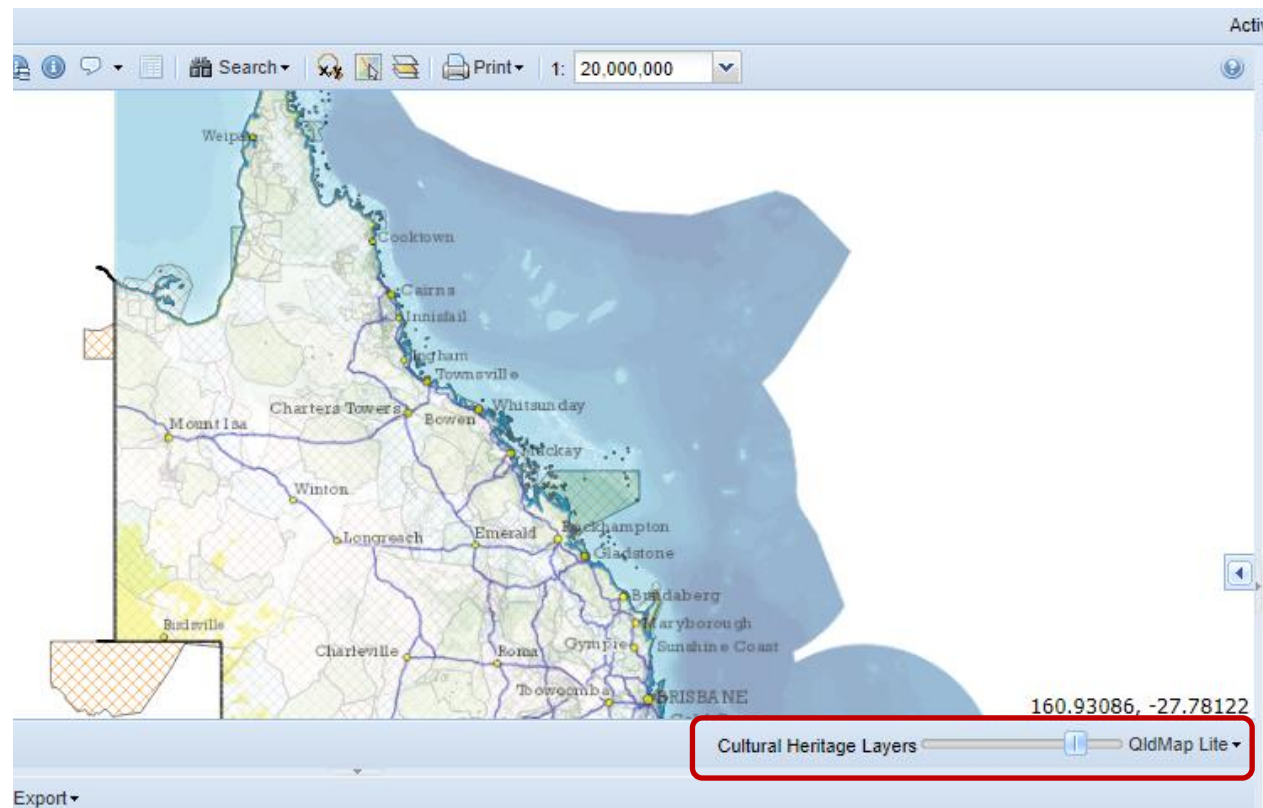 Activ
Search
x,y
Print
1: 20,000,000
Weipa
Cooktown
Cairns
Innisfail
Ingham
Townsville
Charters Towers
Whitsunday
Bowen
Mount Isa
Mackay
Winton
Longreach
Emerald
Rockhampton
Gladstone
Bundaberg
Birdsville
Maryborough
Charleville
Roma
Gympie
Sunshine Coast
Toowoomba
BRISBANE
160.93086, -27.78122
Cultural Heritage Layers
QldMap Lite
Export